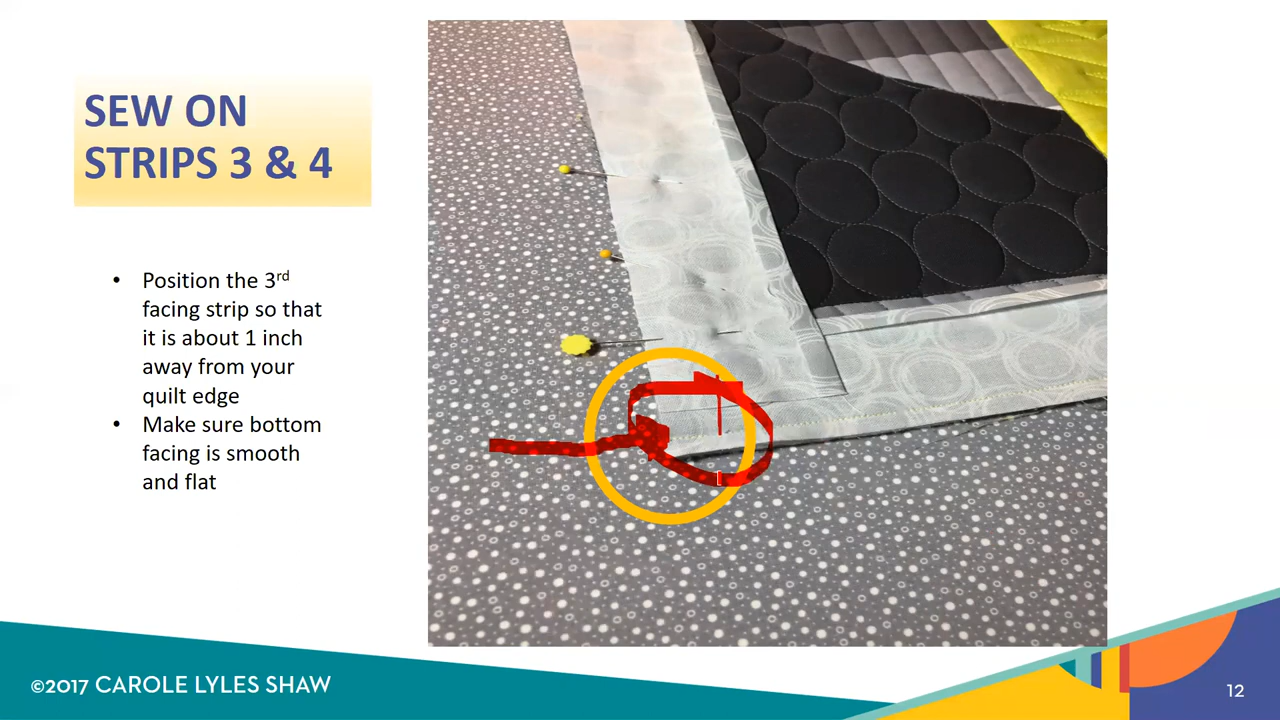 SEW ON
STRIPS 3 & 4
• Position the 3rd
facing strip so that
it is about 1 inch
away from your
quilt edge
• Make sure bottom
facing is smooth
and flat
©2017 CAROLE LYLES SHAW
12